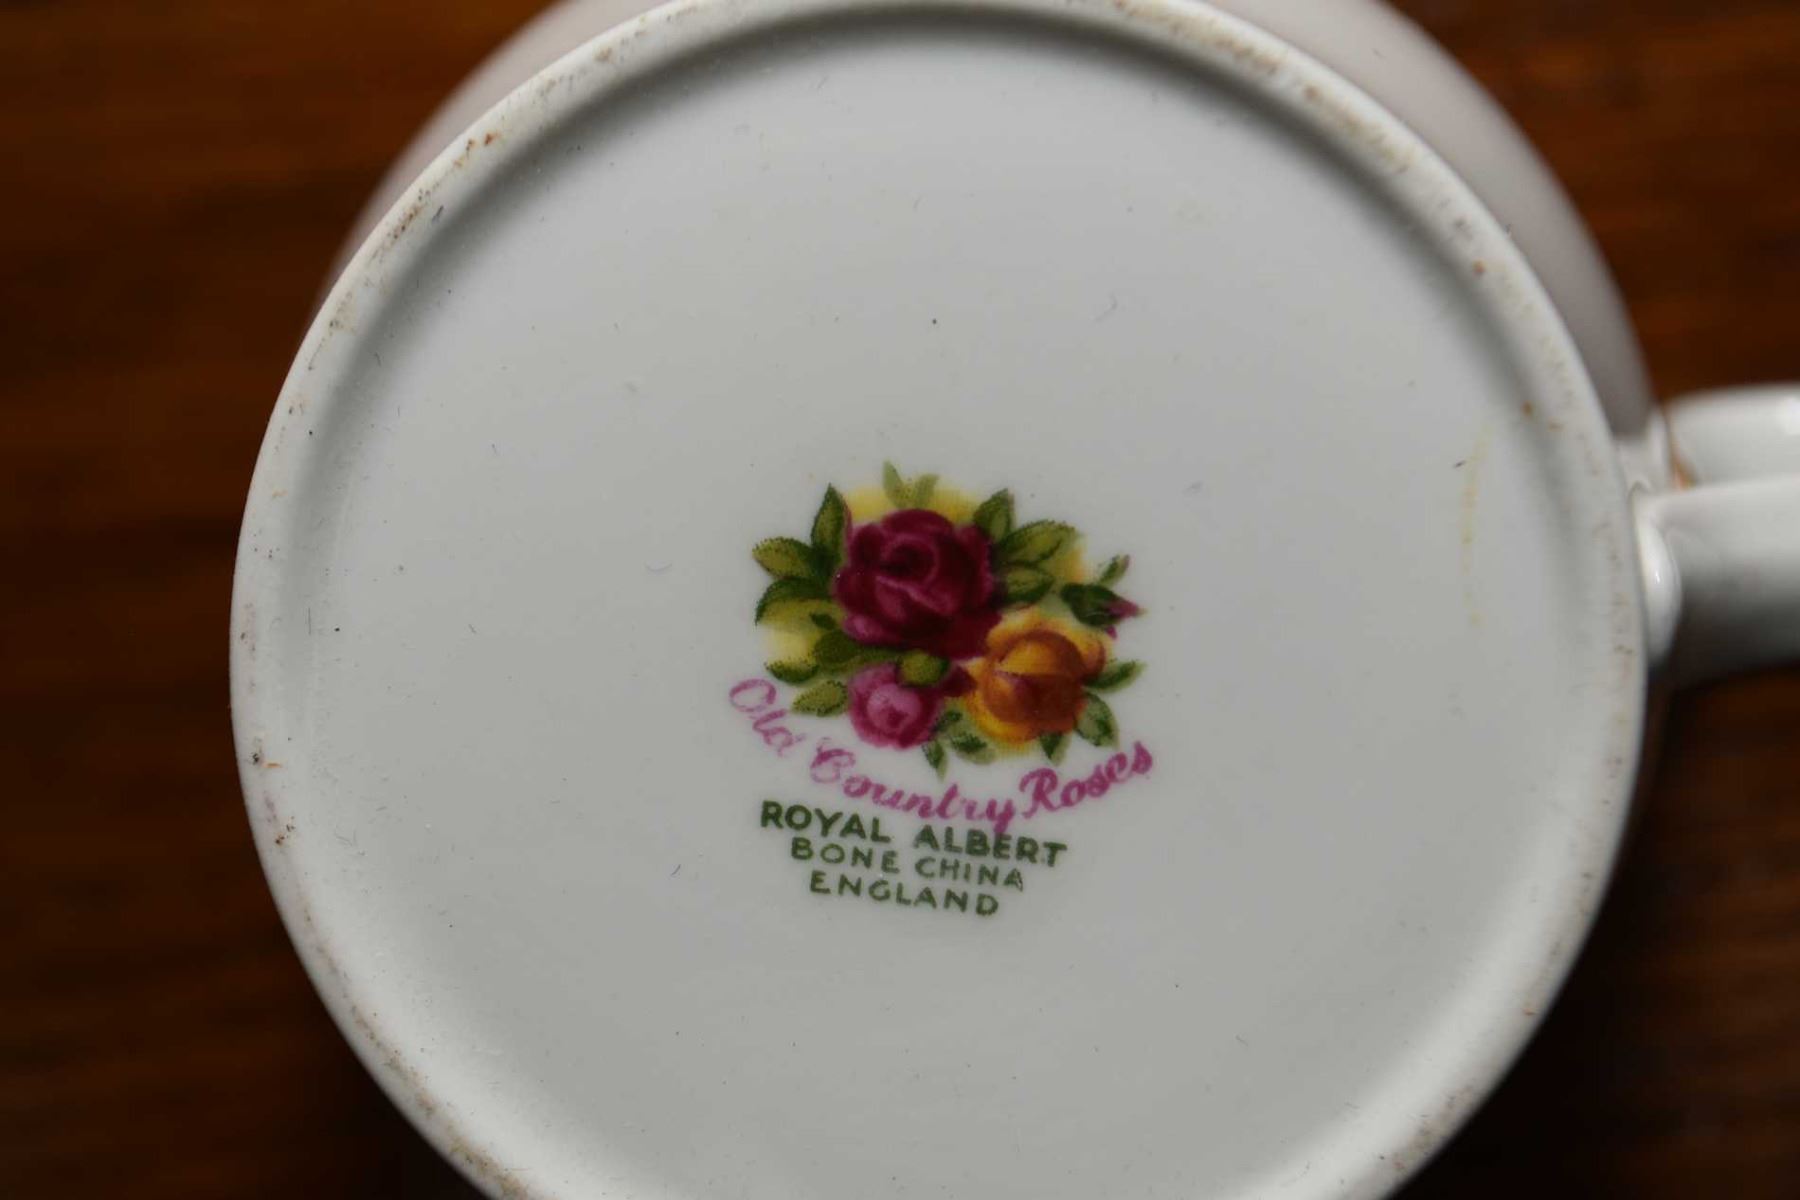 Old Country Roses
ROYAL ALBERT
BONE CHINA
ENGLAND